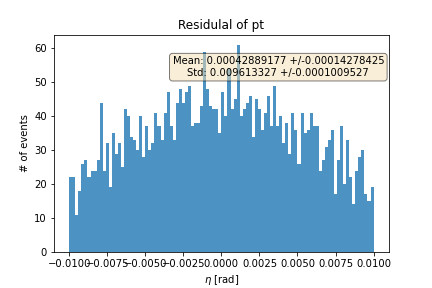 Residulal of pt
Mean: 0.00042889177 +/-0.00014278425
Std: 0.009613327 +/-0.0001009527
60
50
40
30
20
10
0
# of events
−0.0100 −0.0075 −0.0050 −0.0025 0.0000 0.0025 0.0050 0.0075 0.0100
η [rad]